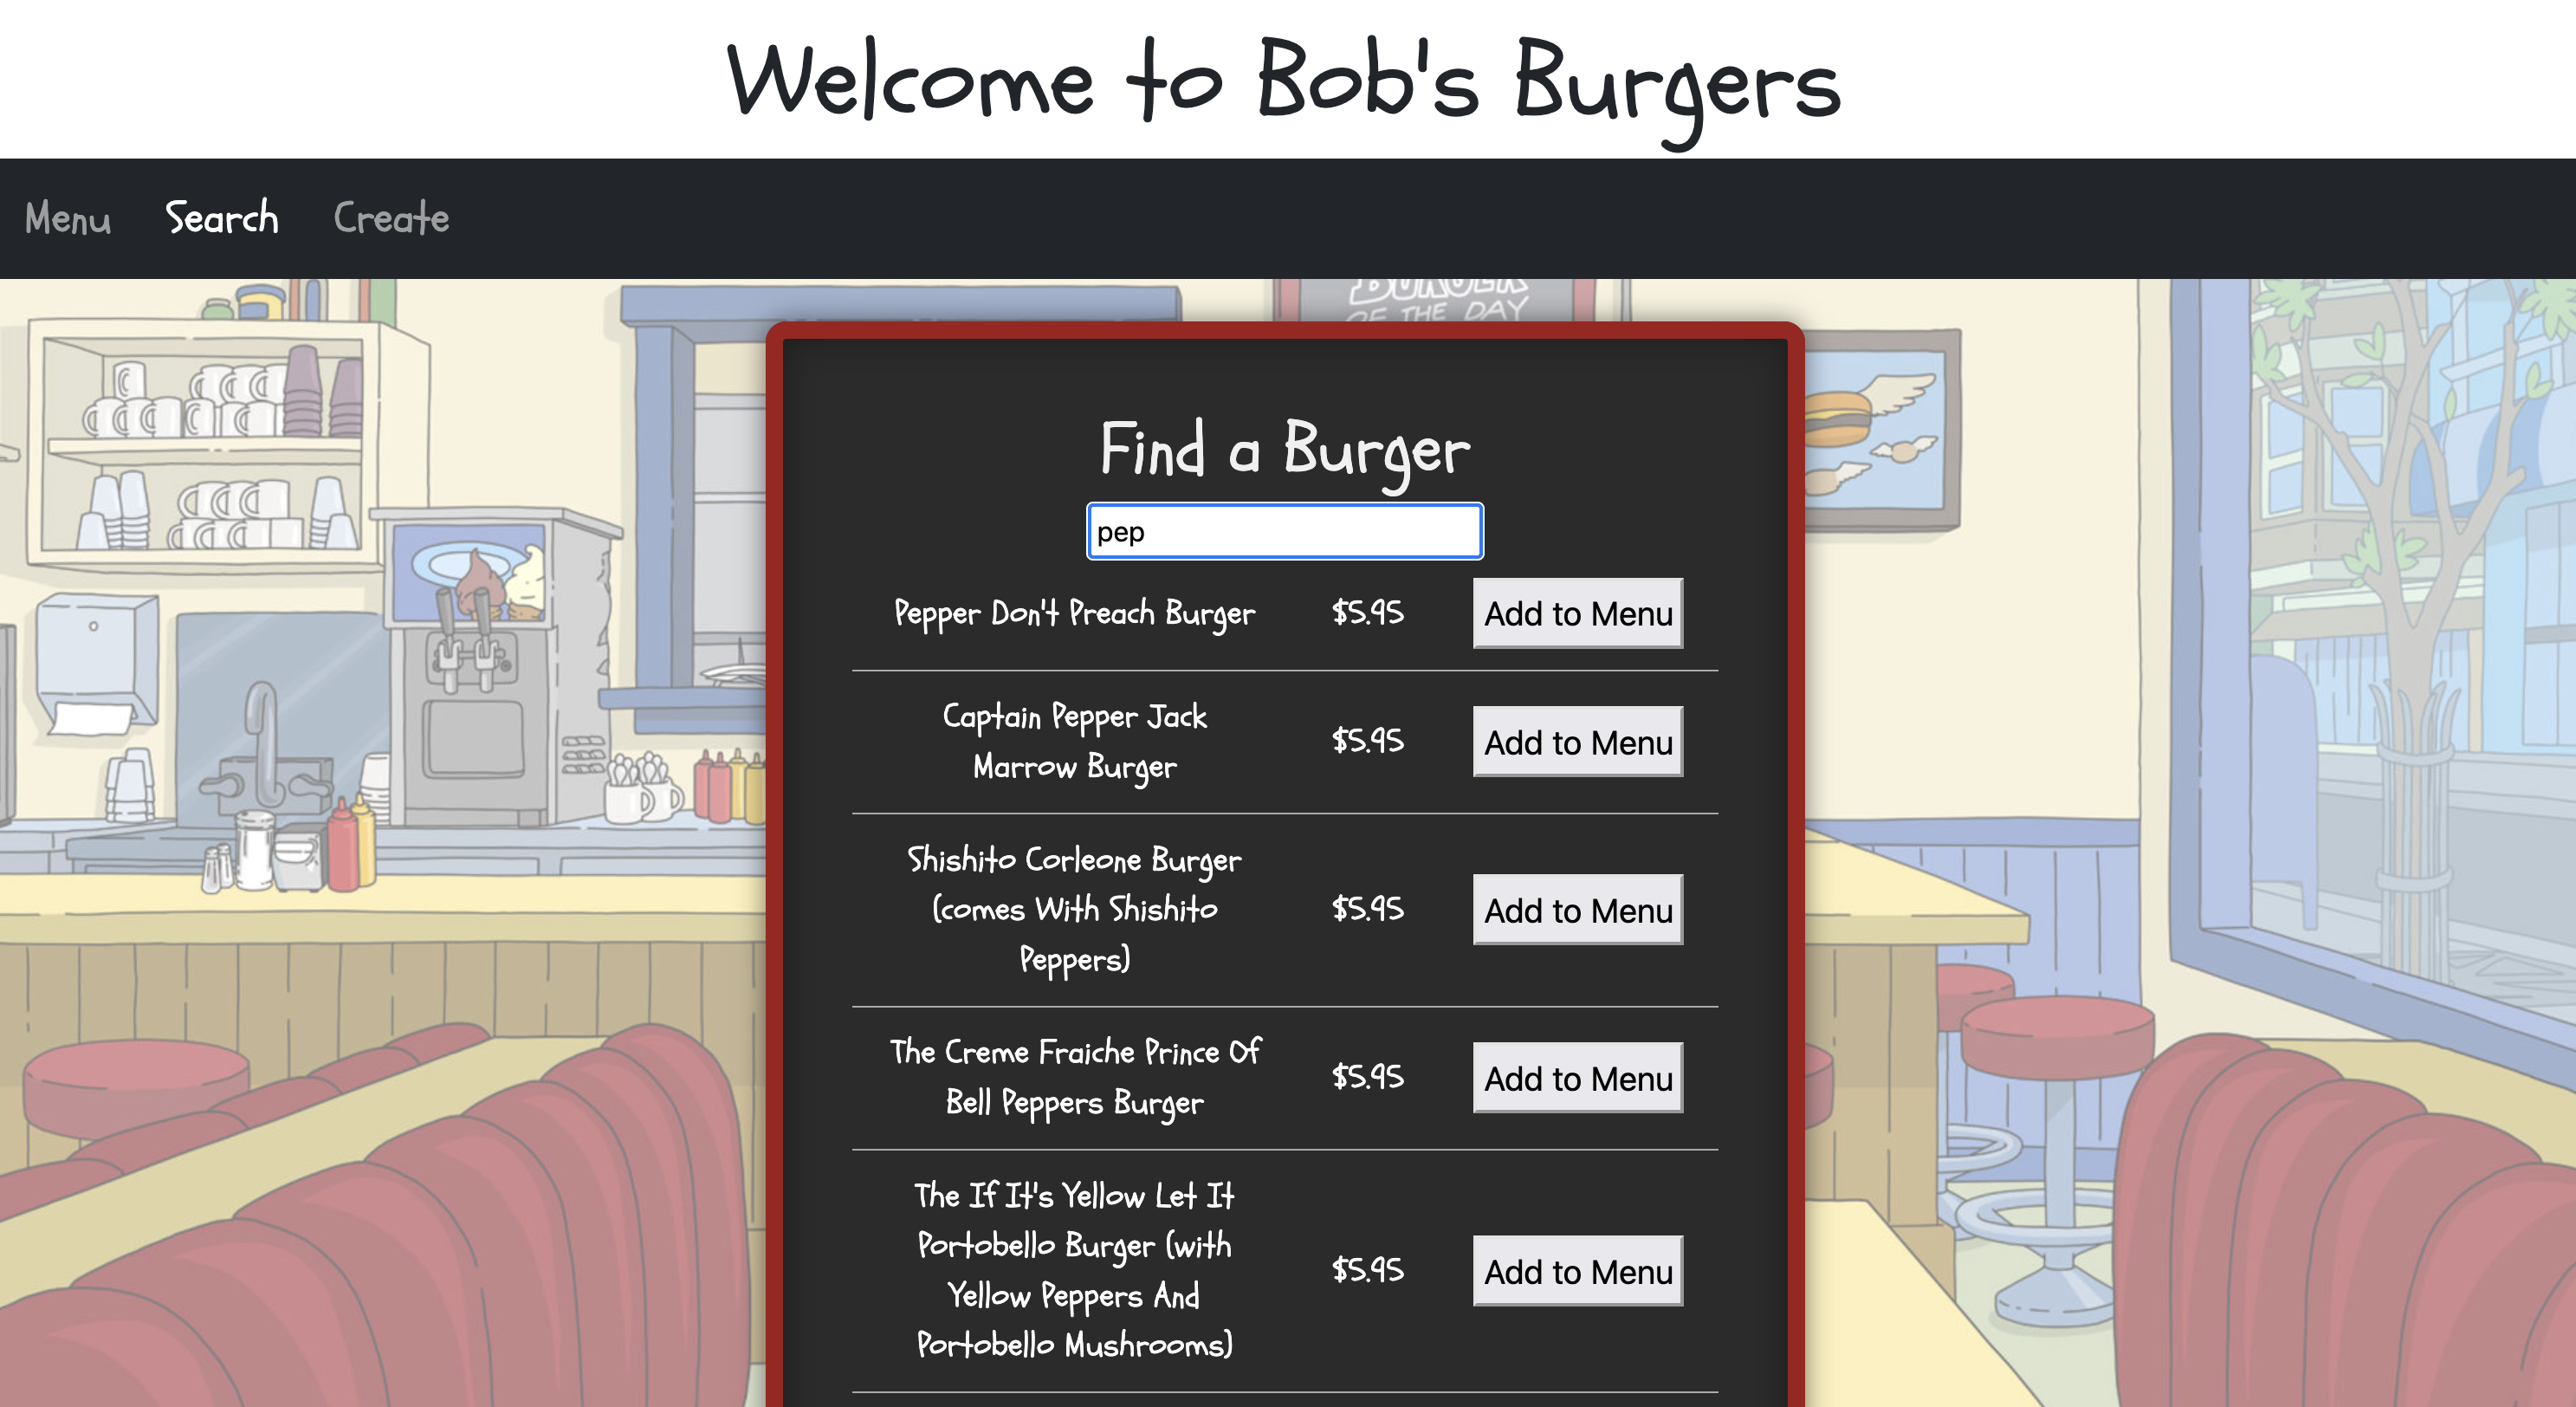 Welcome to Bob's Burgers
Menu Search Create
BURGER
OF THE DAY
Find a Burger
pep
Pepper Don't Preach Burger $5.95 Add to Menu
Captain Pepper Jack
Marrow Burger
$5.95 Add to Menu
Shishito Corleone Burger
(comes With Shishito
Peppers)
$5.95 Add to Menu
The Creme Fraiche Prince Of
Bell Peppers Burger
$5.95 Add to Menu
The If It's Yellow Let It
Portobello Burger (with
Yellow Peppers And
Portobello Mushrooms)
$5.95 Add to Menu